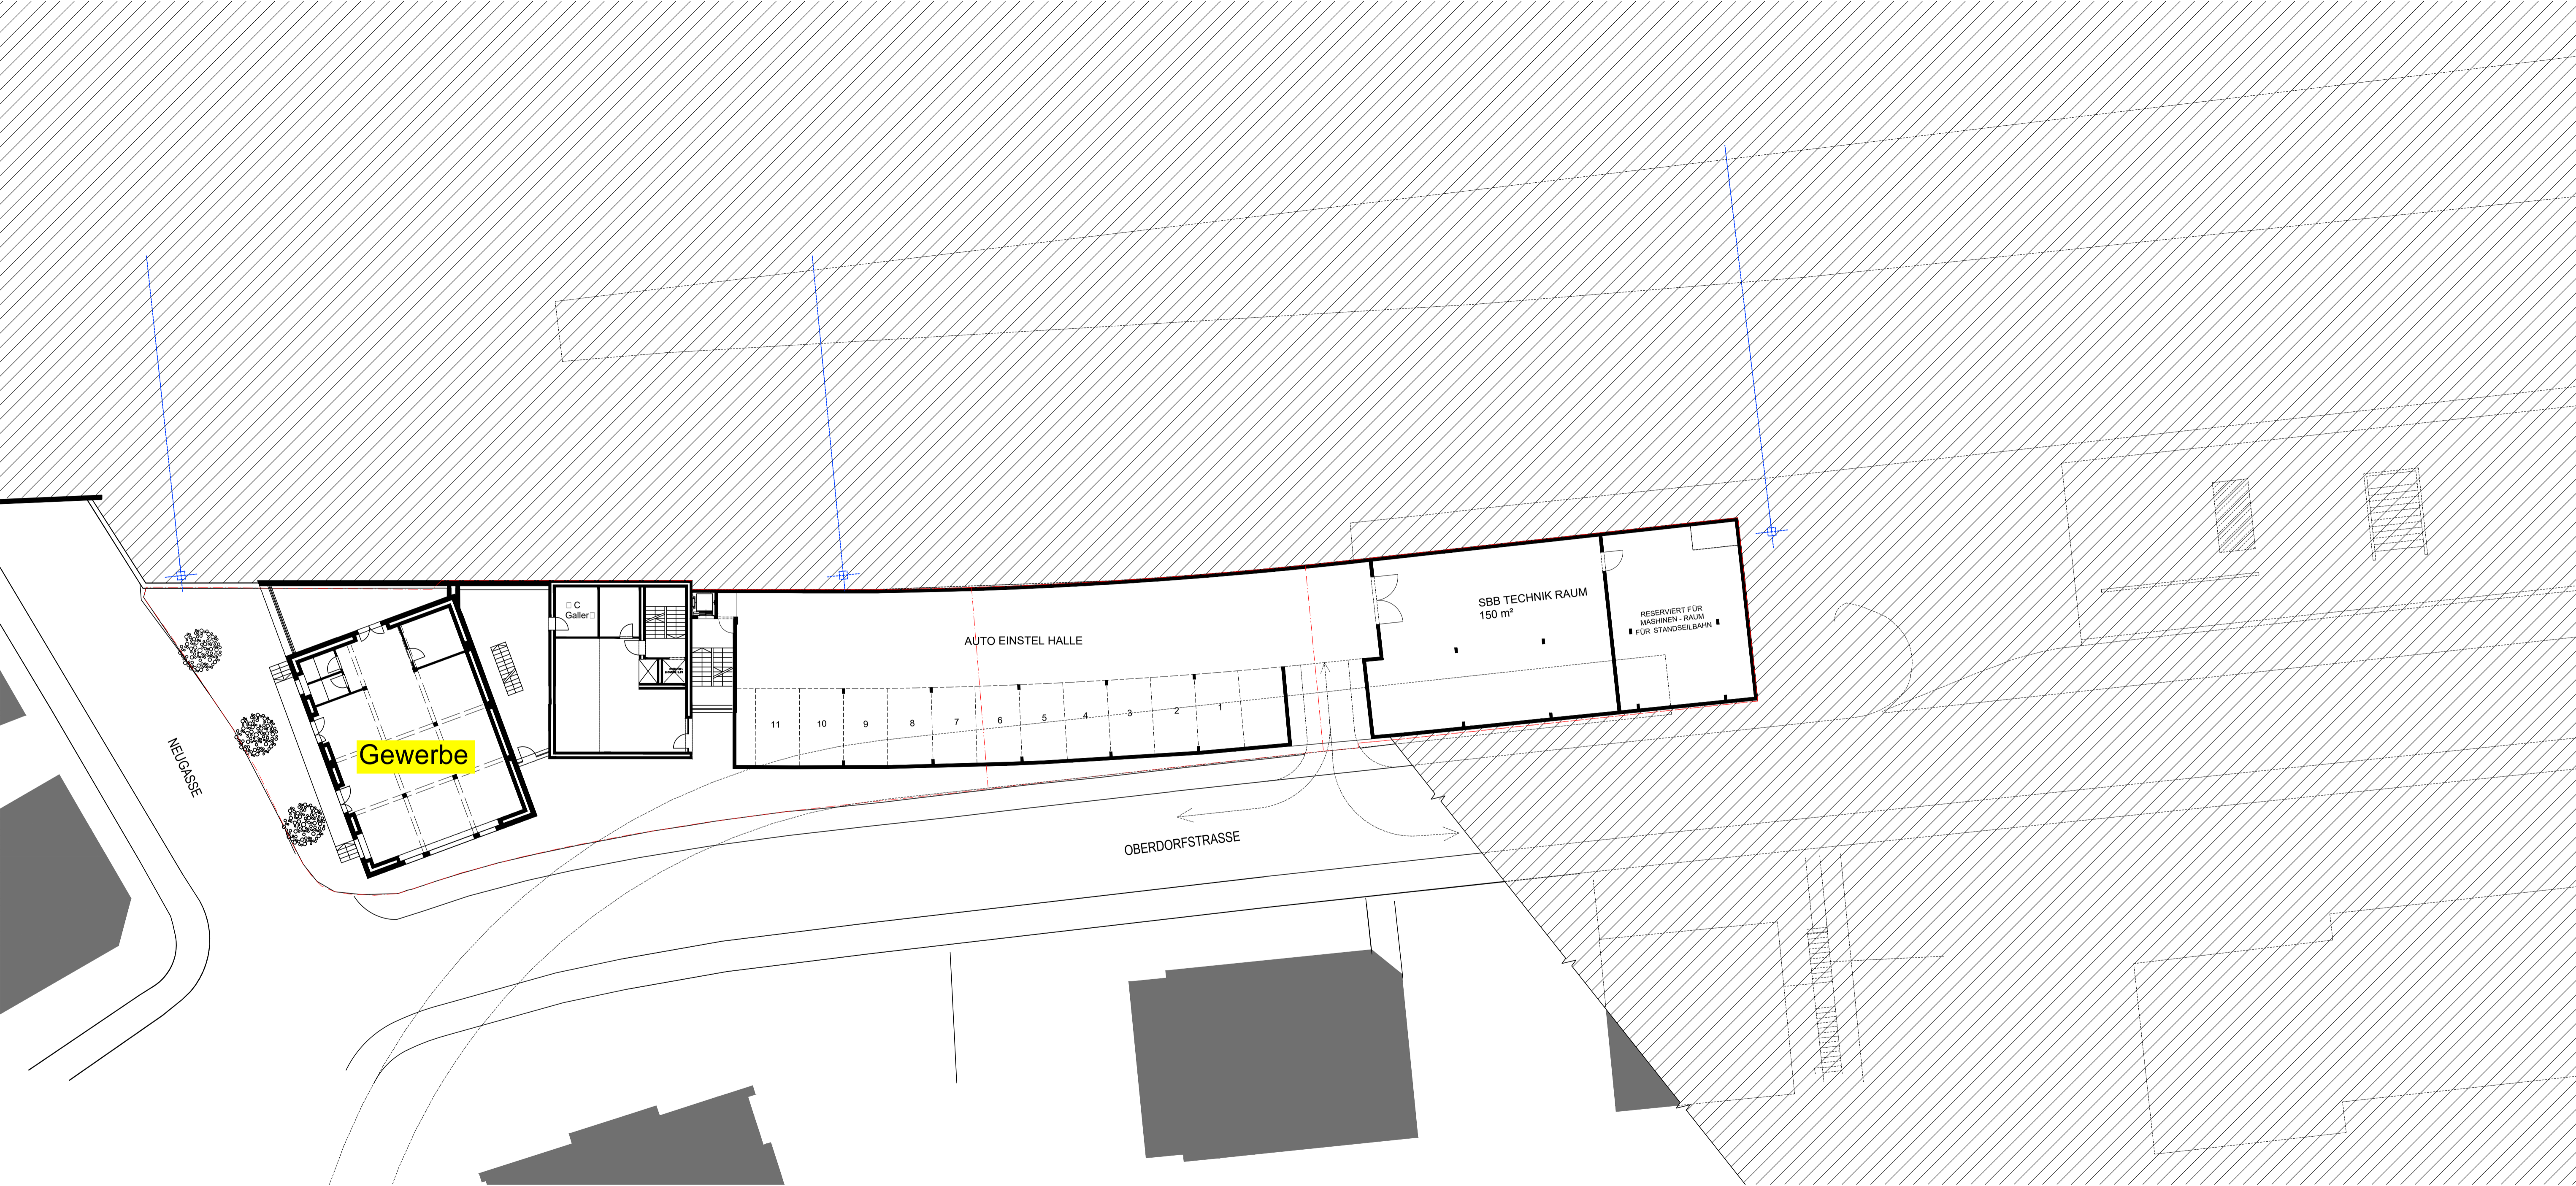 C
Galler
SBB TECHNIK RAUM
150 m²
RESERVIERT FÜR
MASHINEN - RAUM
FÜR STANDSEILBAHN
AUTO EINSTEL HALLE
11
10
9
8
7
6
5
4
3
2
1
Gewerbe
NEUGASSE
OBERDORFSTRASSE